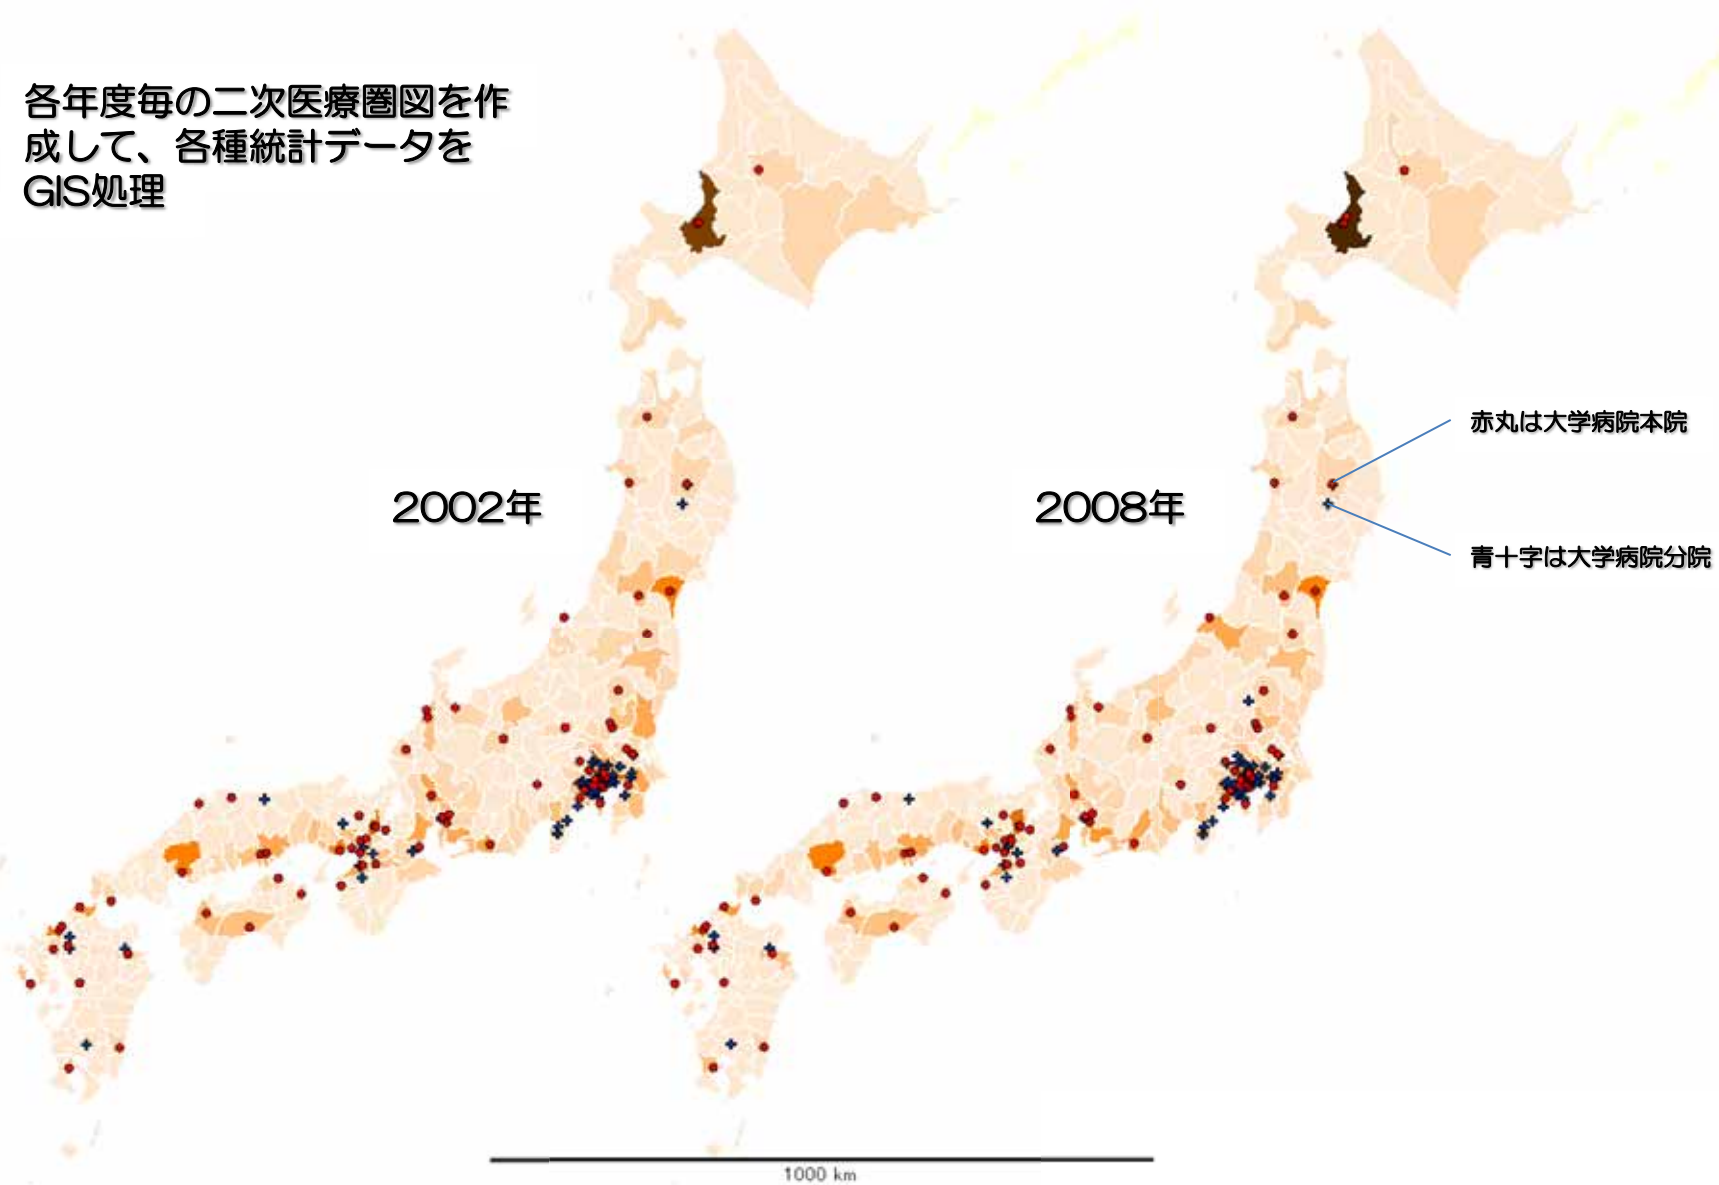 各年度毎の二次医療圏図を作
成して、各種統計データを
GIS処理
2002年
2008年
赤丸は大学病院本院
青十字は大学病院分院
1000 km